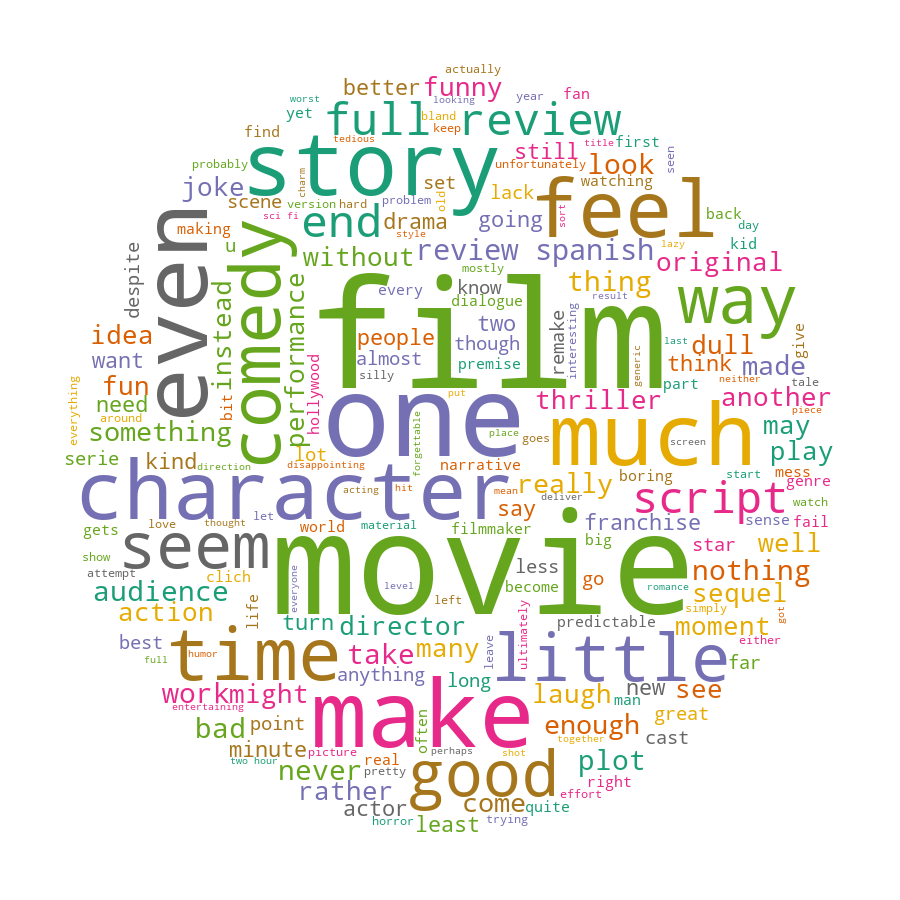 actually
better funny
worst looking year fan
yet full review bland keep
find story tedious still title first seen
probably charm unfortunately look
joke set lack feel watching
scene version hard problem old sort
sci fi end drama going back
making u style day
without review spanish lazy kid
despite even comedy mostly original
instead performance every know thing way
film dialogue result
idea people two remake interesting last give
want almost though premise generic dull
fun bit hollywood silly think made
need put part neither tale
everything around one thriller another
something place goes much screen may piece
serie kind lot forgettable play
direction disappointing narrative boring start mess
character acting hit mean really deliver script genre
gets love thought let world material say filmmaker franchise sense fail watch
show seem movie big star well
attempt clich everyone level less go nothing
audience left become romance sequel
action life turn director predictable simply got
best time take many leave ultimately little moment either
full humor anything far
entertaining work might long laugh man new see
bad point make often enough great
minute picture perhaps shot together cast
two hour never real pretty good plot
rather effort right
actor come quite
horror least trying